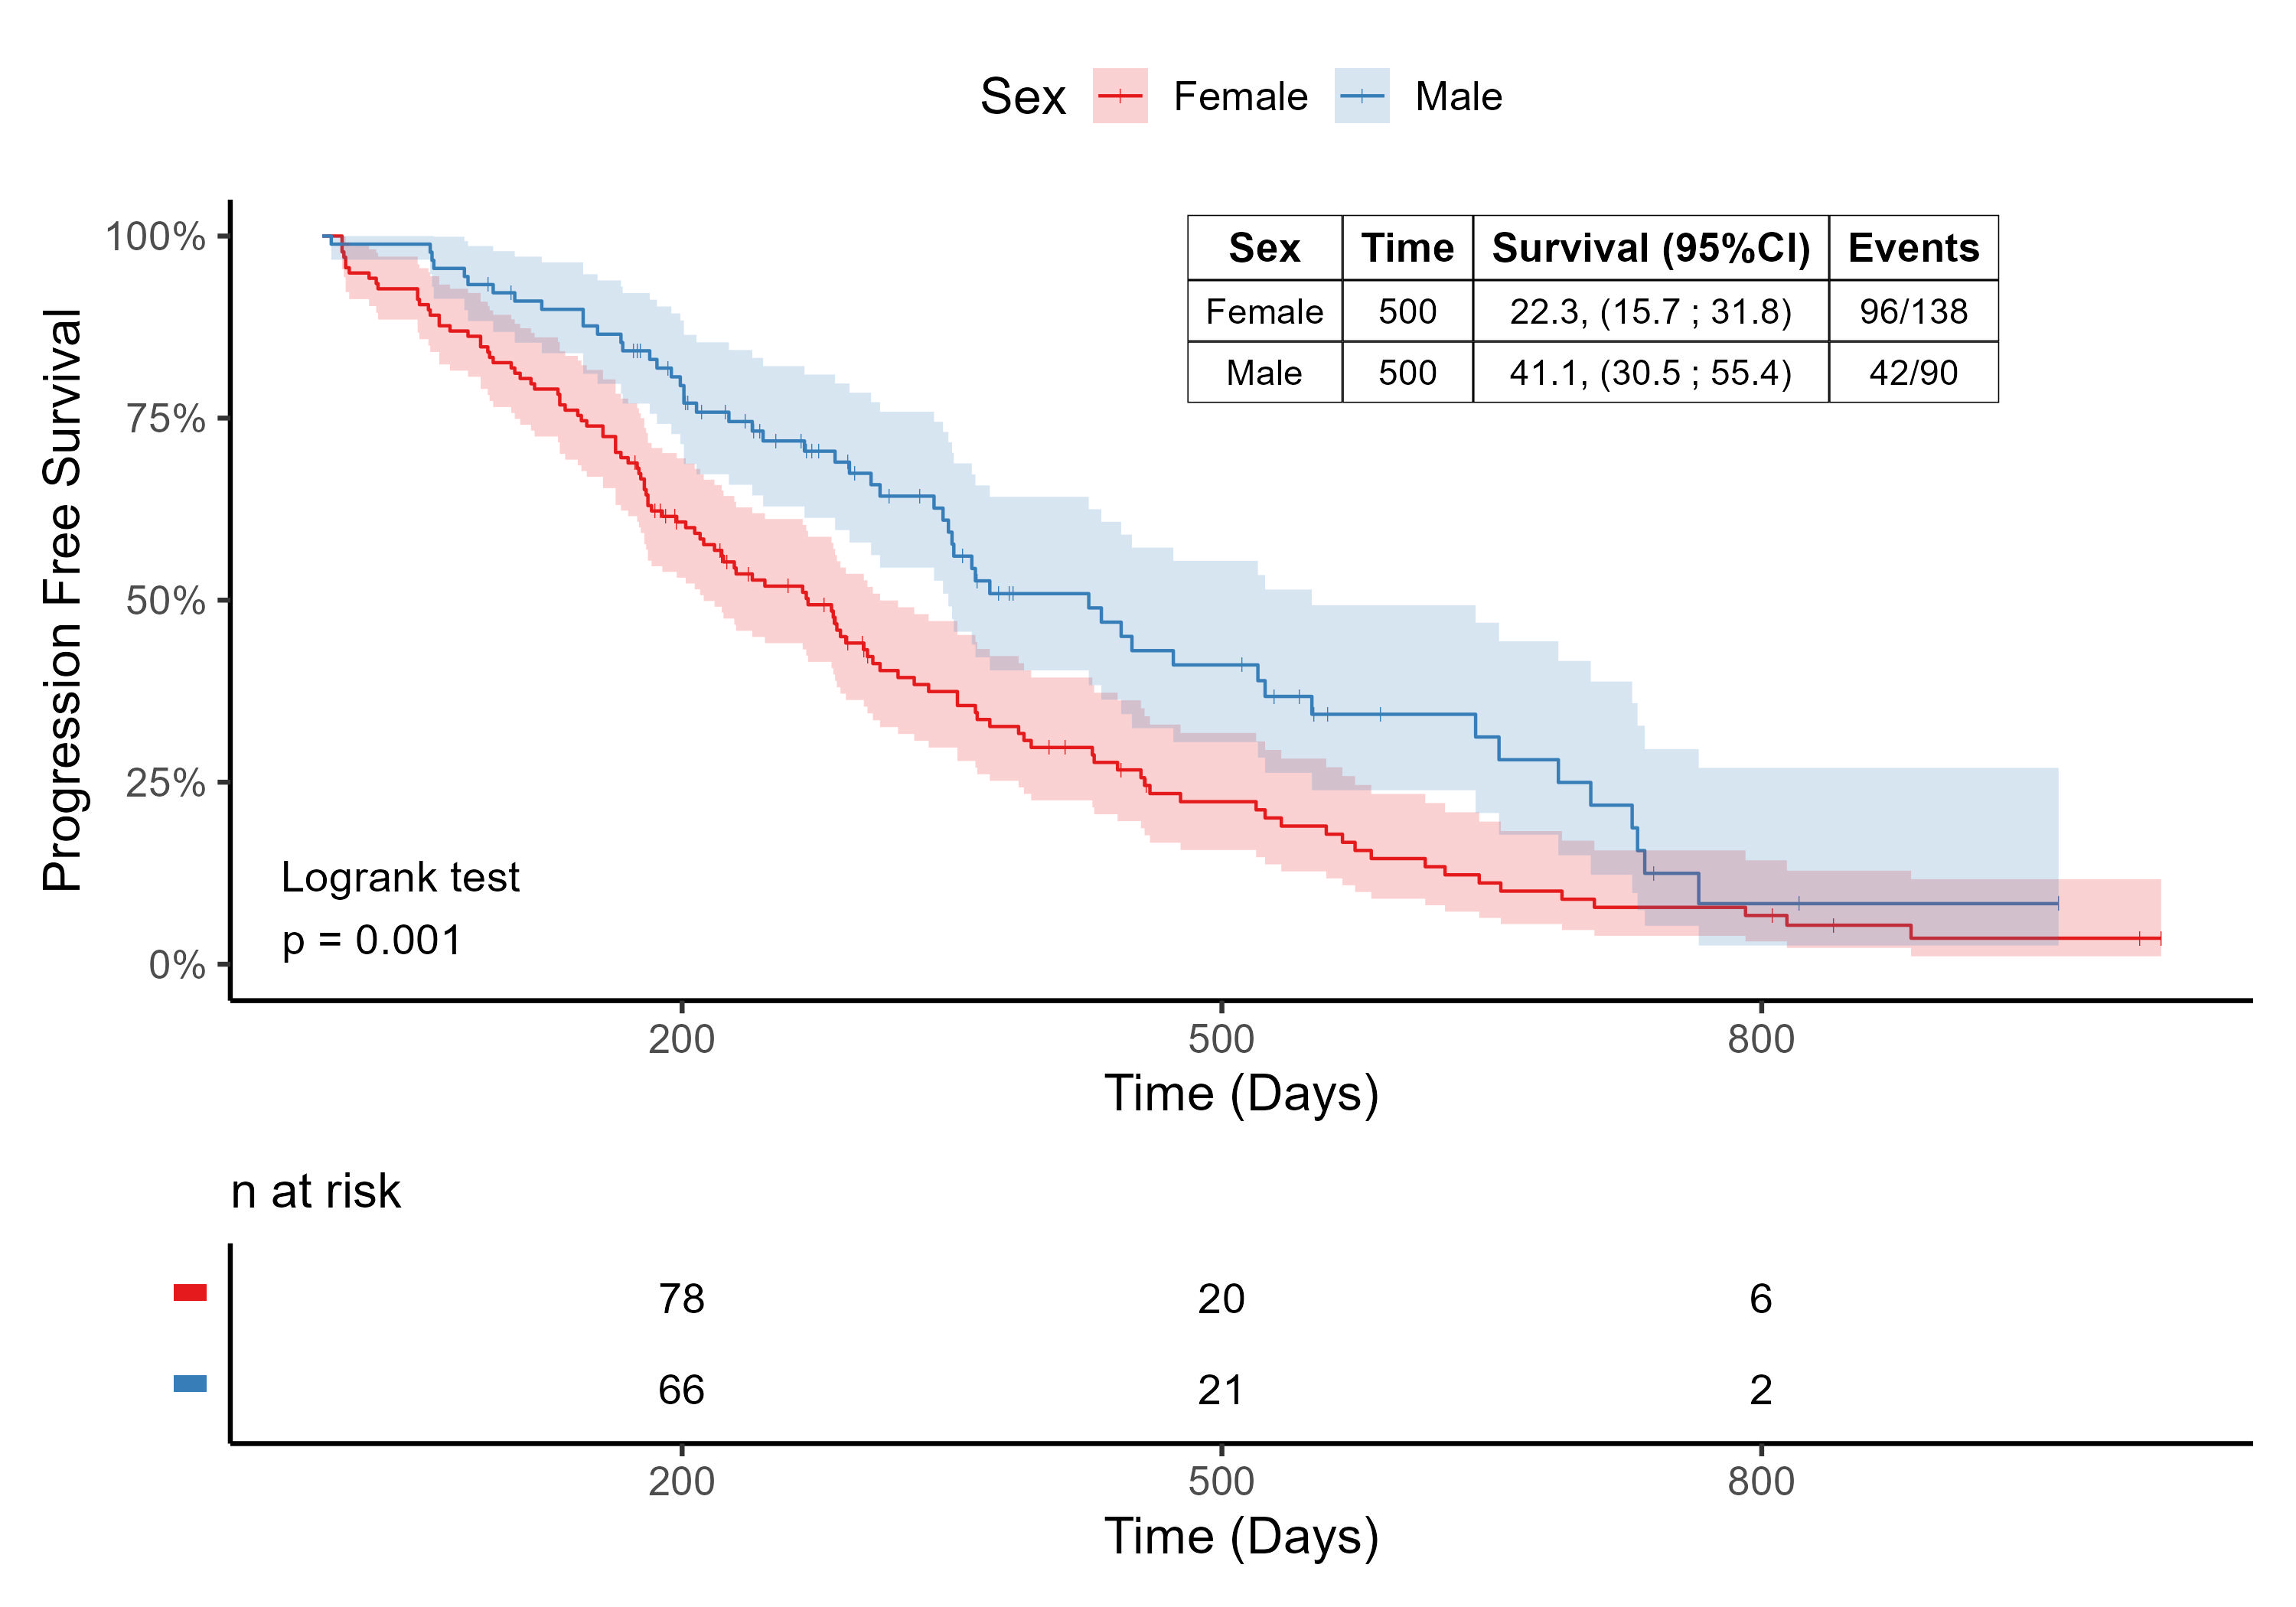 Sex Female Male
Progression Free Survival
100%
75%
50%
25%
0%
Sex Time Survival (95%CI) Events
Female 500 22.3, (15.7 ; 31.8) 96/138
Male 500 41.1, (30.5 ; 55.4) 42/90
Logrank test
p = 0.001
200 500 800
Time (Days)
n at risk
78 20 6
66 21 2
200 500 800
Time (Days)